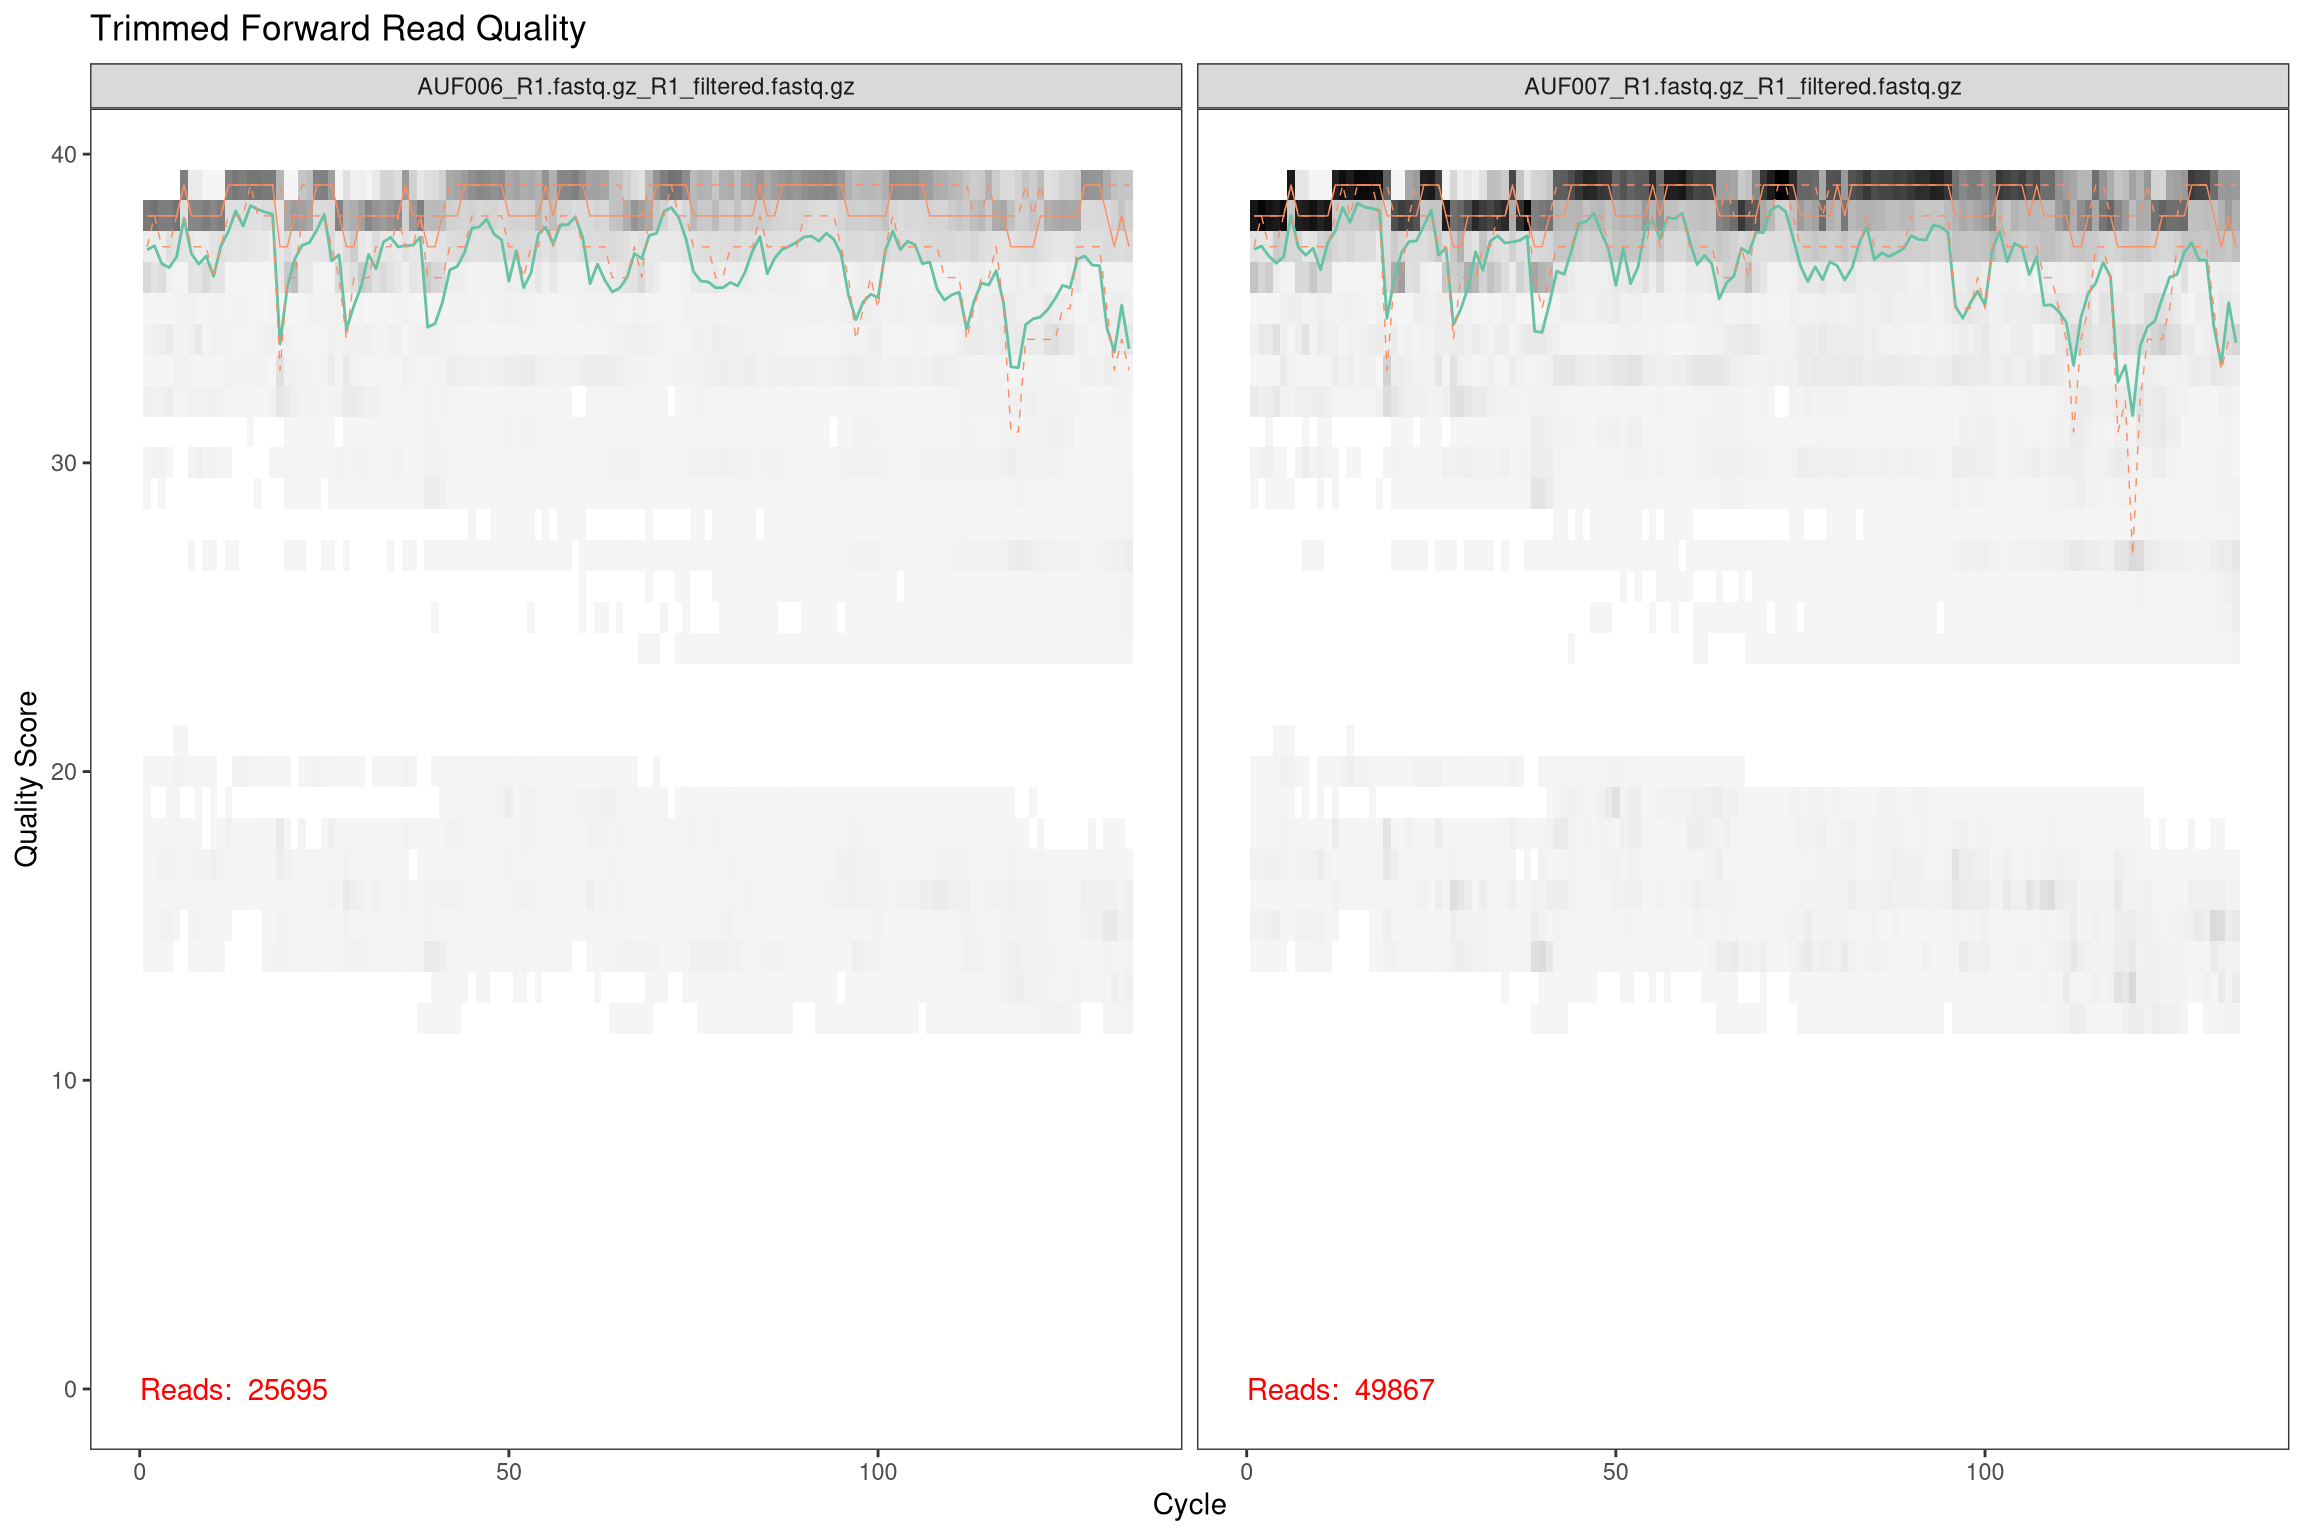 Trimmed Forward Read Quality
AUF006_R1.fastq.gz_R1_filtered.fastq.gz
AUF007_R1.fastq.gz_R1_filtered.fastq.gz
Quality Score
40
30
20
10
0
Reads: 25695
Reads: 49867
0
50
100
0
50
100
Cycle